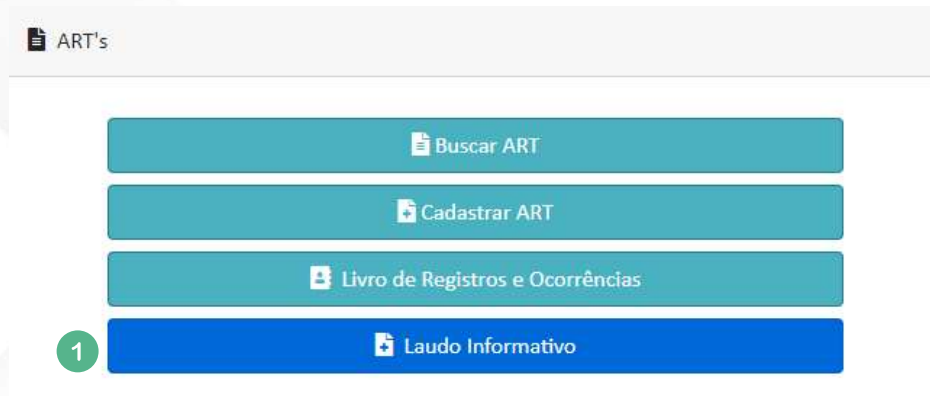 ART's
Buscar ART
Cadastrar ART
Livro de Registros e Ocorrências
1 Laudo Informativo